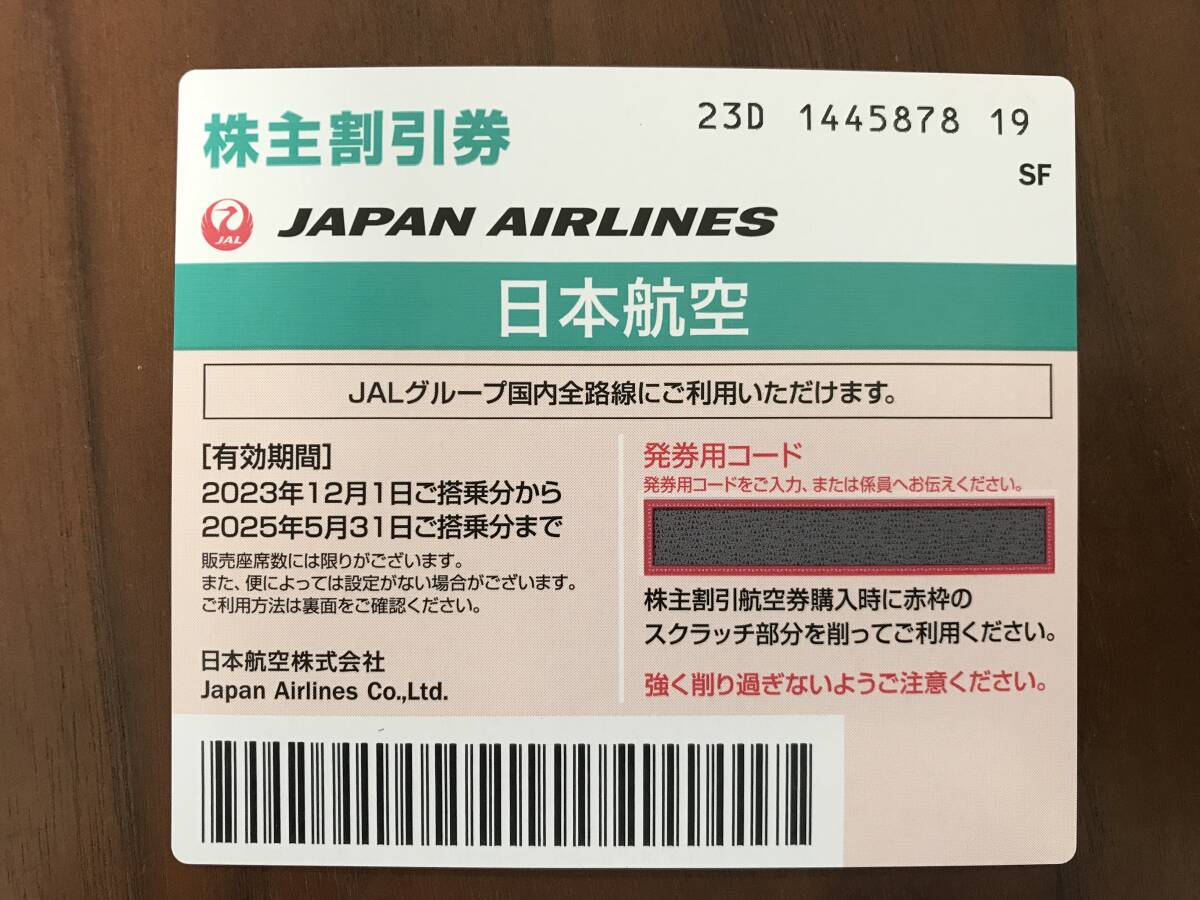 株主割引券
23D 1445878 19
SF
JAL
JAPAN AIRLINES
日本航空
JALグループ国内全路線にご利用いただけます。
[有効期間]
2023年12月1日ご搭乗分から
2025年5月31日ご搭乗分まで
販売座席数には限りがございます。
また、便によっては設定がない場合がございます。
ご利用方法は裏面をご確認ください。
日本航空株式会社
Japan Airlines Co.,Ltd.
発券用コード
発券用コードをご入力、または係員へお伝えください。
株主割引航空券購入時に赤枠の
スクラッチ部分を削ってご利用ください。
強く削り過ぎないようご注意ください。